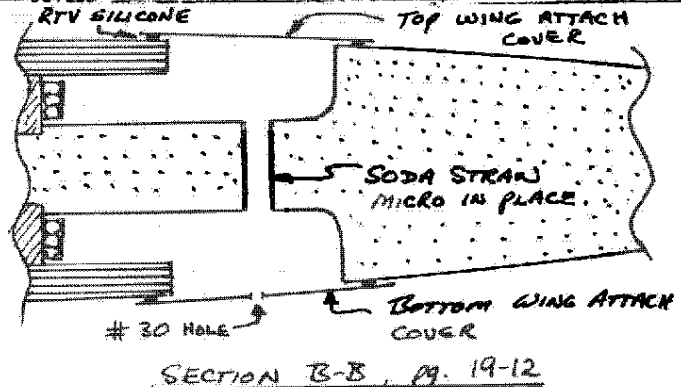 RTV SILICONE
TOP WING ATTACH
COVER
SODA STRAW
MICRO IN PLACE.
BOTTOM WING ATTACH
COVER
# 30 HOLE
SECTION B-B, pg. 19-12